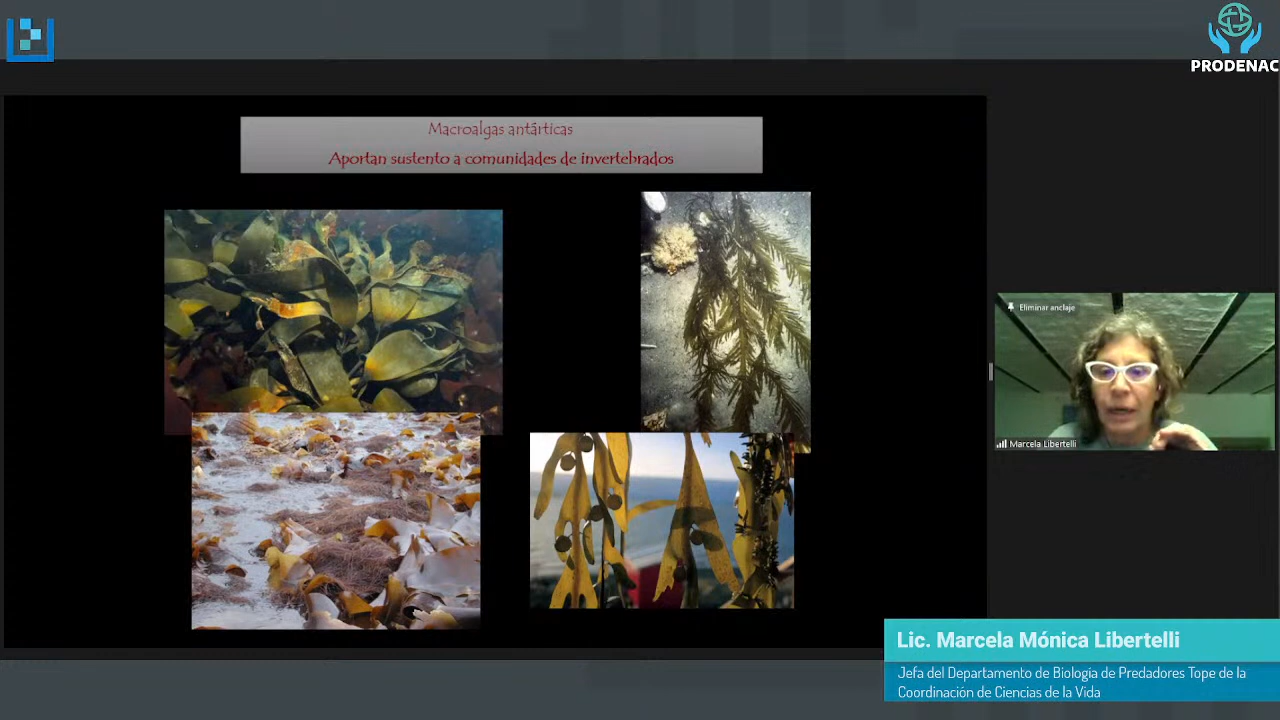 PRODENAC
Macroalgas antárticas
Aportan sustento a comunidades de invertebrados
Eliminar anclaje
Marcela Libertelli
Lic. Marcela Mónica Libertelli
Jefa del Departamento de Biología de Predadores Tope de la
Coordinación de Ciencias de la Vida